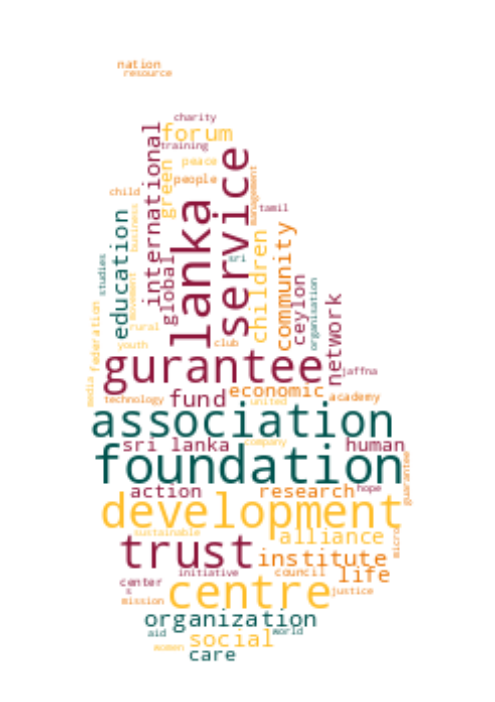 nation
resource
charity
forum
training
international
green
peace
people
child
management
service
lanka
tamil
education
business
movement
global
sri
children
community
ceylon
organisation
studies
federation
rural
youth
club
network
gurantee
jaffna
media
technology
fund
economic
united
academy
association
sri lanka
company
human
foundation
guarantee
action
research
hope
development
sustainable
alliance
micro
trust
institute
initiative
council
life
center
s
centre
justice
mission
organization
aid
social
world
women
care